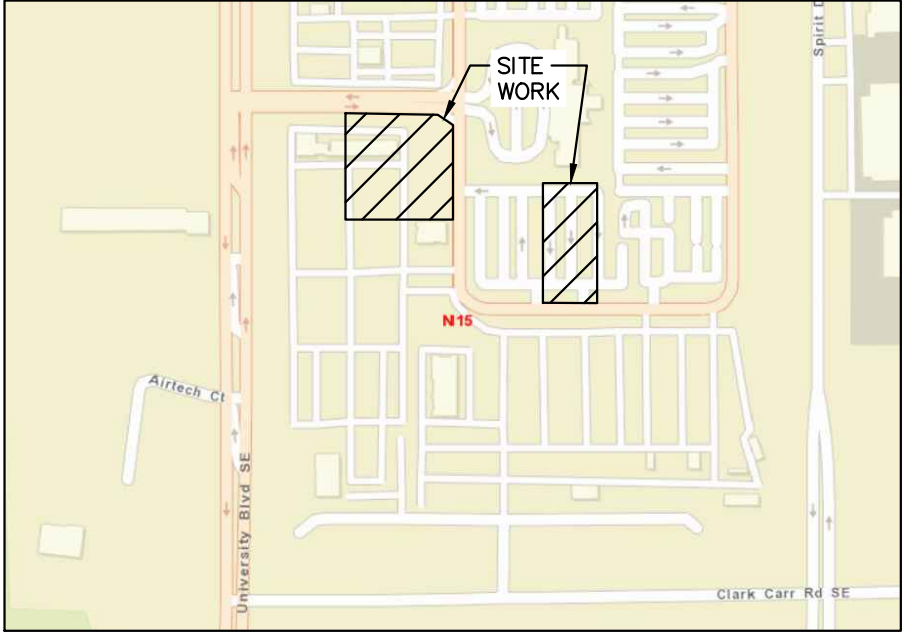 Spirit D
SITE
WORK
N15
Airtech Ct
University Blvd SE
Clark Carr Rd SE